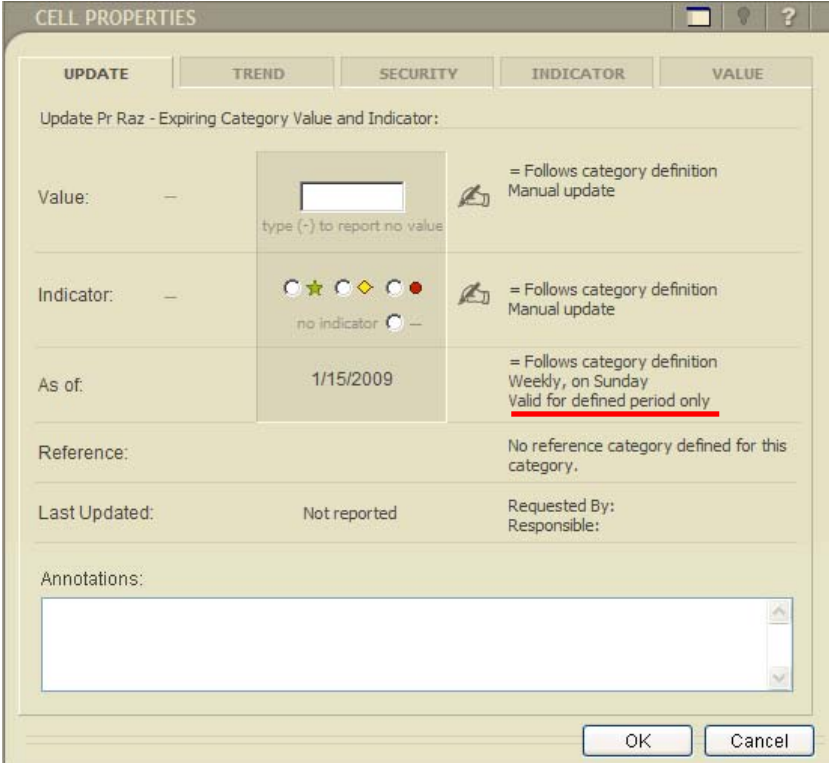 CELL PROPERTIES
?
UPDATE TREND SECURITY INDICATOR VALUE
Update Pr Raz - Expiring Category Value and Indicator:
Value: — = Follows category definition
Manual update
type (-) to report no value
Indicator: — = Follows category definition
Manual update
no indicator —
As of: 1/15/2009 = Follows category definition
Weekly, on Sunday
Valid for defined period only
Reference: No reference category defined for this
category.
Last Updated: Not reported Requested By:
Responsible:
Annotations:
OK Cancel